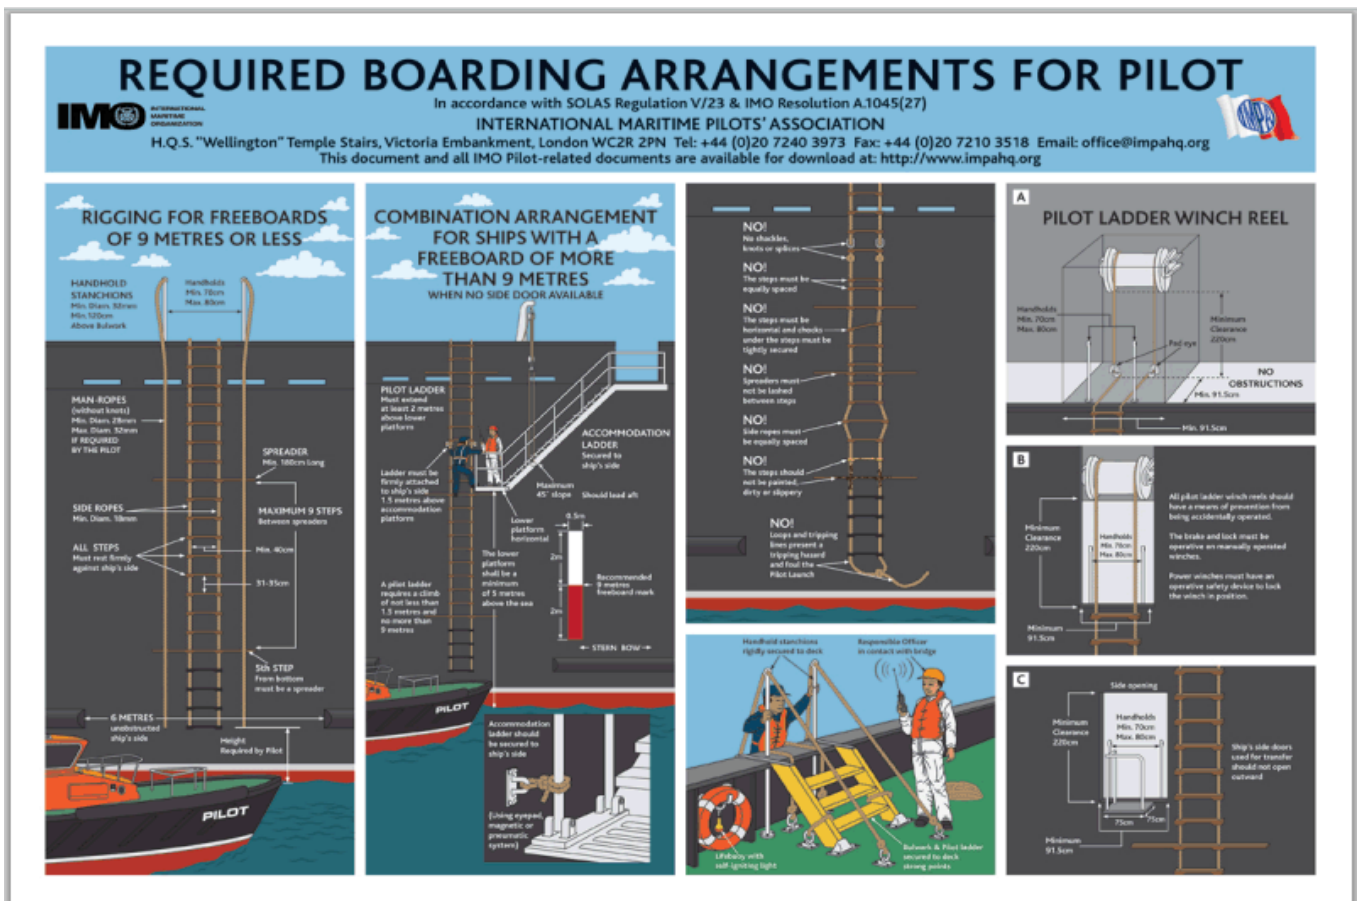 REQUIRED BOARDING ARRANGEMENTS FOR PILOT
In accordance with SOLAS Regulation V/23 & IMO Resolution A.1045(27)
IMO
INTERNATIONAL
MARITIME
ORGANIZATION
INTERNATIONAL MARITIME PILOTS' ASSOCIATION
IMPA
H.Q.S. "Wellington" Temple Stairs, Victoria Embankment, London WC2R 2PN Tel: +44 (0)20 7240 3973 Fax: +44 (0)20 7210 3518 Email: office@impahq.org
This document and all IMO Pilot-related documents are available for download at: http://www.impahq.org
RIGGING FOR FREEBOARDS
OF 9 METRES OR LESS
HANDHOLD
STANCHIONS
Min. Diam. 32mm
Min. 120cm
Above Bulwark
Handholds
Min. 70cm
Max. 80cm
MAN-ROPES
(without knots)
Min. Diam. 28mm
Max. Diam. 32mm
IF REQUIRED
BY THE PILOT
SPREADER
Min. 180cm Long
SIDE ROPES
Min. Diam. 18mm
MAXIMUM 9 STEPS
Between spreaders
ALL STEPS
Must rest firmly
against ship's side
Min. 40cm
31-35cm
5th STEP
From bottom
must be a spreader
6 METRES
unobstructed
ship's side
Height
Required by Pilot
PILOT
COMBINATION ARRANGEMENT
FOR SHIPS WITH A
FREEBOARD OF MORE
THAN 9 METRES
WHEN NO SIDE DOOR AVAILABLE
PILOT LADDER
Must extend
at least 2 metres
above lower
platform
ACCOMMODATION
LADDER
Secured to
ship's side
Ladder must be
firmly attached
to ship's side
1.5 metres above
accommodation
platform
Maximum
45° slope
Should lead aft
Lower
platform
horizontal
0.5m
2m
The lower
platform
shall be a
minimum
of 5 metres
above the sea
Recommended
9 metres
freeboard mark
A pilot ladder
requires a climb
of not less than
1.5 metres and
no more than
9 metres
2m
STERN BOW
PILOT
Accommodation
ladder should
be secured to
ship's side
(Using eyepad,
magnetic or
pneumatic
system)
NO!
No shackles,
knots or splices
NO!
The steps must be
equally spaced
NO!
The steps must be
horizontal and chocks
under the steps must be
tightly secured
NO!
Spreaders must
not be lashed
between steps
NO!
Side ropes must
be equally spaced
NO!
The steps should
not be painted,
dirty or slippery
NO!
Loops and tripping
lines present a
tripping hazard
and foul the
Pilot Launch
Handhold stanchions
rigidly secured to deck
Responsible Officer
in contact with bridge
Lifebuoy with
self-igniting light
Bulwark & Pilot ladder
secured to deck
strong points
A
PILOT LADDER WINCH REEL
Handholds
Min. 70cm
Max. 80cm
Minimum
Clearance
220cm
Pad eye
NO
OBSTRUCTIONS
Min. 91.5cm
Min. 91.5cm
B
Minimum
Clearance
220cm
Handholds
Min. 70cm
Max. 80cm
Minimum
91.5cm
All pilot ladder winch reels should
have a means of prevention from
being accidentally operated.
The brake and lock must be
operative on manually operated
winches.
Power winches must have an
operative safety device to lock
the winch in position.
C
Side opening
Minimum
Clearance
220cm
Handholds
Min. 70cm
Max. 80cm
Ship's side doors
used for transfer
should not open
outward
75cm
75cm
Minimum
91.5cm